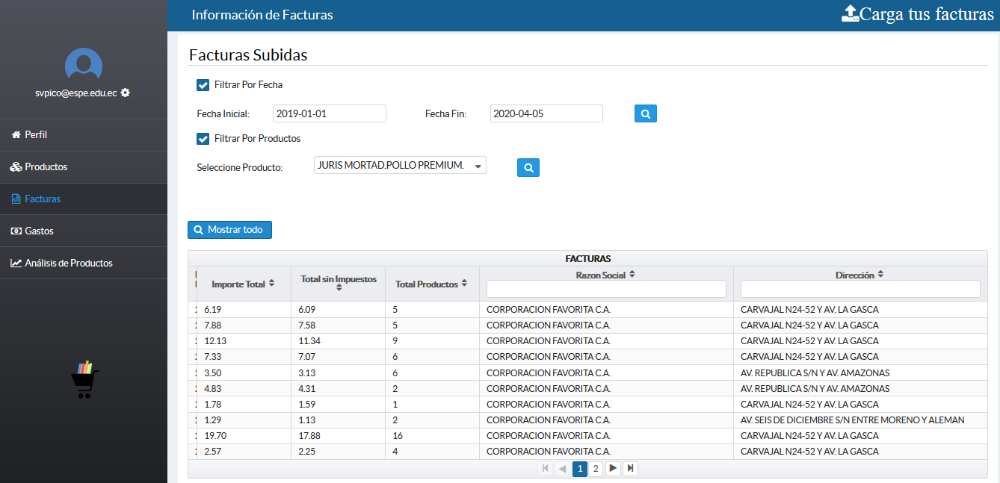 Información de Facturas
Carga tus facturas
svpico@espe.edu.ec
Perfil
Productos
Facturas
Gastos
Análisis de Productos
Facturas Subidas
Filtrar Por Fecha
Fecha Inicial: 2019-01-01 Fecha Fin: 2020-04-05
Filtrar Por Productos
Seleccione Producto: JURIS MORTAD.POLLO PREMIUM.
Mostrar todo
FACTURAS
Importe Total Total sin Impuestos Total Productos Razon Social Dirección
6.19 6.09 5 CORPORACION FAVORITA C.A. CARVAJAL N24-52 Y AV. LA GASCA
7.88 7.58 5 CORPORACION FAVORITA C.A. CARVAJAL N24-52 Y AV. LA GASCA
12.13 11.34 9 CORPORACION FAVORITA C.A. CARVAJAL N24-52 Y AV. LA GASCA
7.33 7.07 6 CORPORACION FAVORITA C.A. CARVAJAL N24-52 Y AV. LA GASCA
3.50 3.13 6 CORPORACION FAVORITA C.A. AV. REPUBLICA S/N Y AV. AMAZONAS
4.83 4.31 2 CORPORACION FAVORITA C.A. AV. REPUBLICA S/N Y AV. AMAZONAS
1.78 1.59 1 CORPORACION FAVORITA C.A. CARVAJAL N24-52 Y AV. LA GASCA
1.29 1.13 2 CORPORACION FAVORITA C.A. AV. SEIS DE DICIEMBRE S/N ENTRE MORENO Y ALEMAN
19.70 17.88 16 CORPORACION FAVORITA C.A. CARVAJAL N24-52 Y AV. LA GASCA
2.57 2.25 4 CORPORACION FAVORITA C.A. CARVAJAL N24-52 Y AV. LA GASCA
1 2